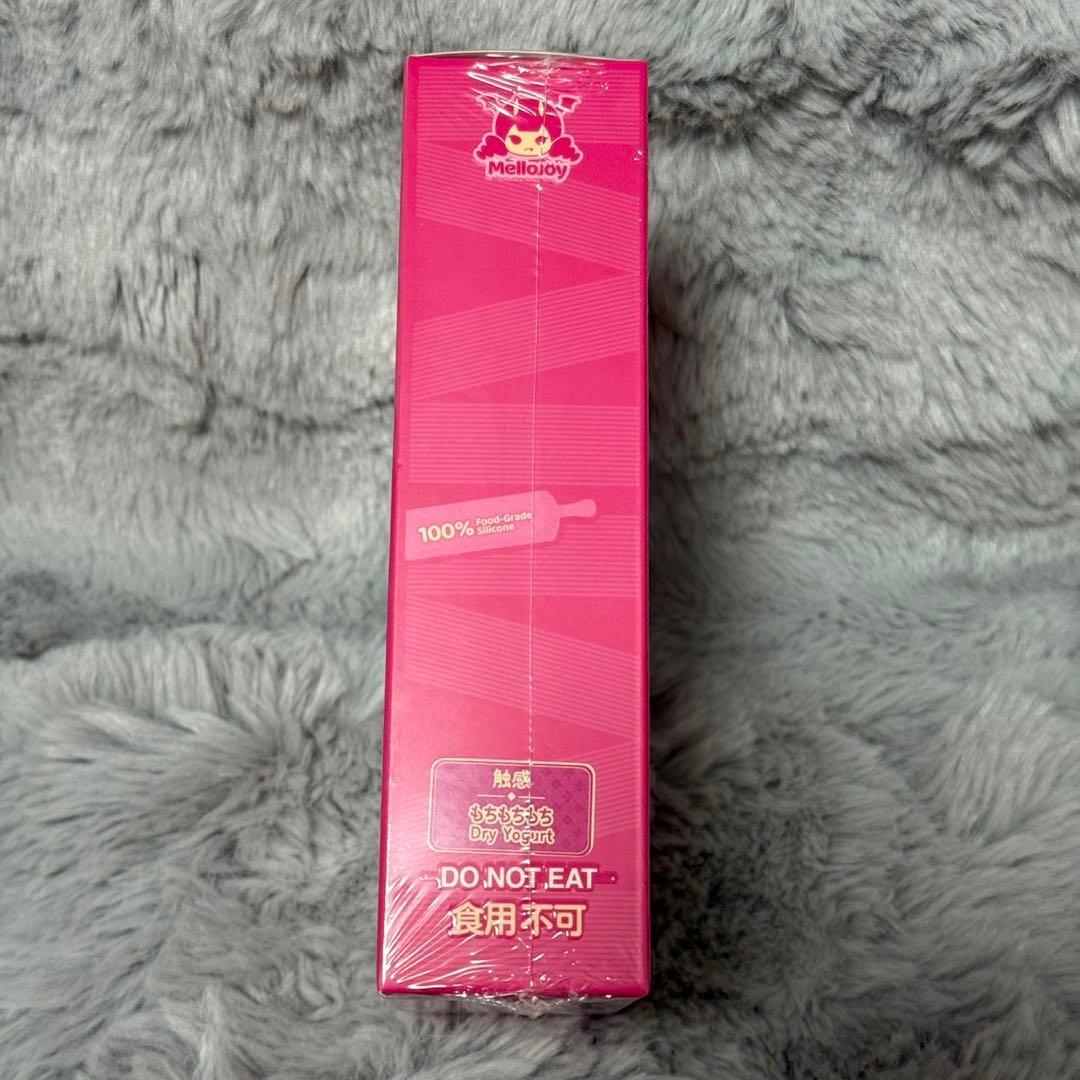 MelloJoy
100% Food-Grade
Silicone
触感
もちもちもち
Dry Yogurt
DO NOT EAT
食用不可